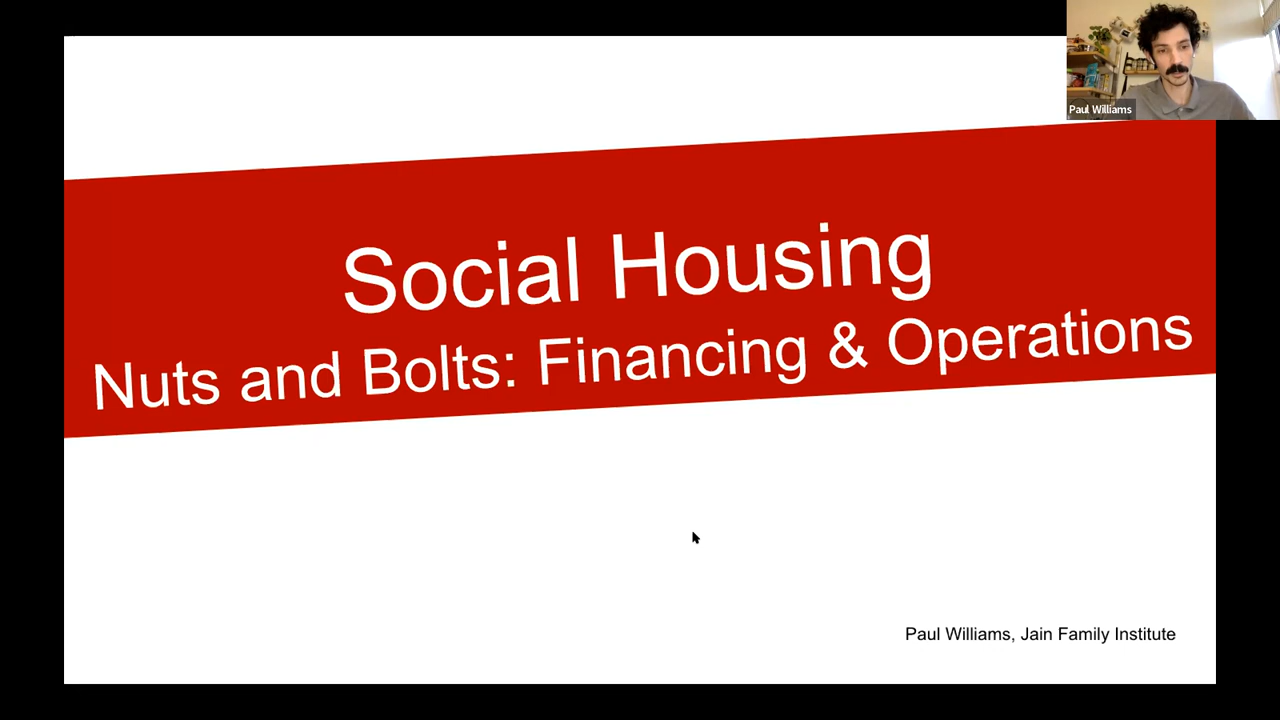 Paul Williams
Social Housing
Nuts and Bolts: Financing & Operations
Paul Williams, Jain Family Institute